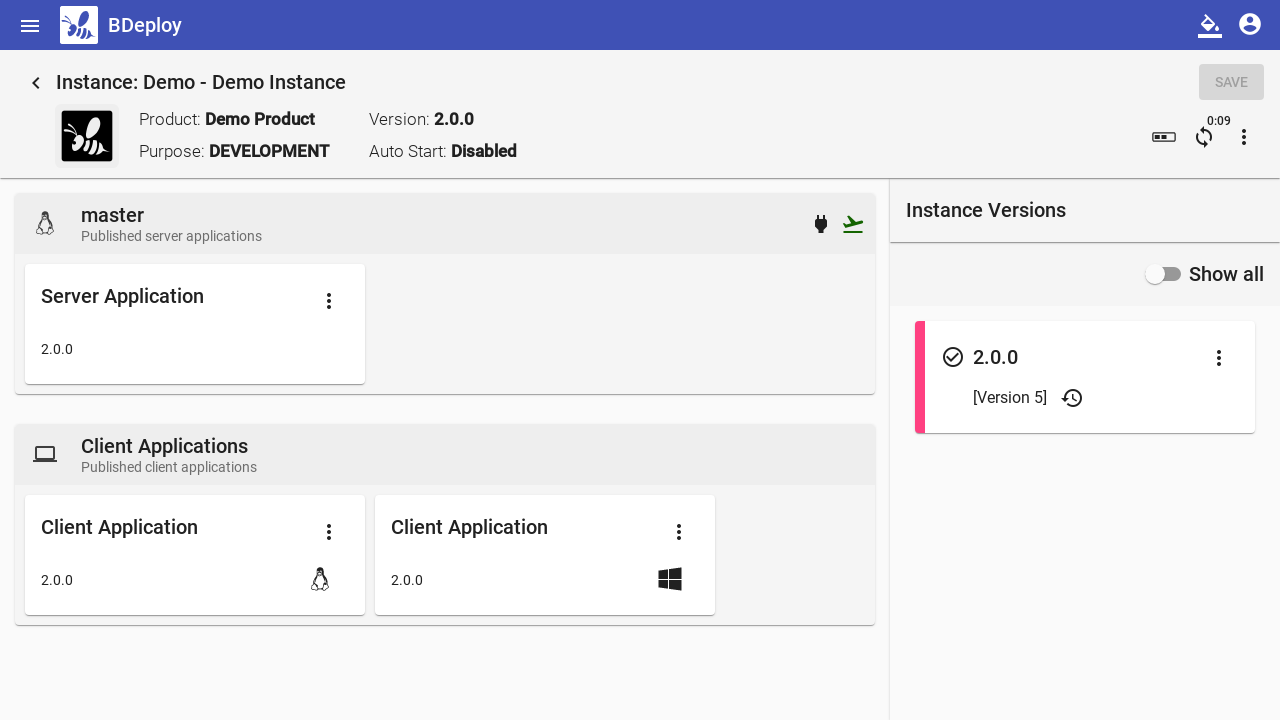 BDeploy
Instance: Demo - Demo Instance
SAVE
Product: Demo Product
Version: 2.0.0
0:09
Purpose: DEVELOPMENT
Auto Start: Disabled
master
Published server applications
Server Application
2.0.0
Client Applications
Published client applications
Client Application
2.0.0
Client Application
2.0.0
Instance Versions
Show all
2.0.0
[Version 5]